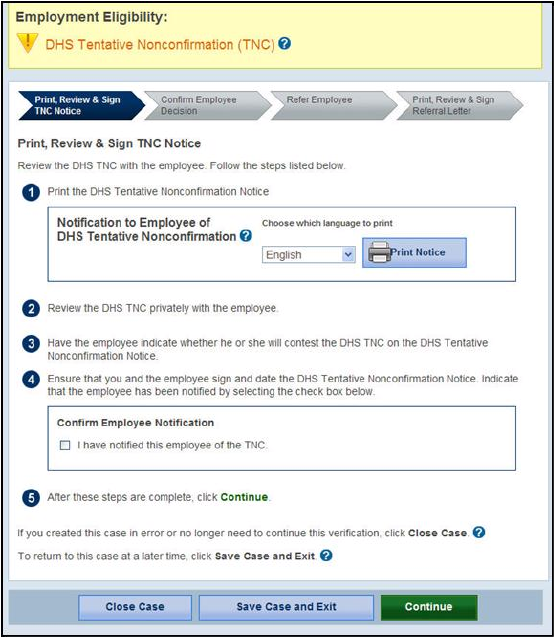 Employment Eligibility:
DHS Tentative Nonconfirmation (TNC) ?
Print, Review & Sign
TNC Notice
Confirm Employee
Decision
Refer Employee
Print, Review & Sign
Referral Letter
Print, Review & Sign TNC Notice
Review the DHS TNC with the employee. Follow the steps listed below.
1 Print the DHS Tentative Nonconfirmation Notice
Notification to Employee of
DHS Tentative Nonconfirmation ?
Choose which language to print
English
Print Notice
2 Review the DHS TNC privately with the employee.
3 Have the employee indicate whether he or she will contest the DHS TNC on the DHS Tentative
Nonconfirmation Notice.
4 Ensure that you and the employee sign and date the DHS Tentative Nonconfirmation Notice. Indicate
that the employee has been notified by selecting the check box below.
Confirm Employee Notification
I have notified this employee of the TNC.
5 After these steps are complete, click Continue.
If you created this case in error or no longer need to continue this verification, click Close Case. ?
To return to this case at a later time, click Save Case and Exit. ?
Close Case
Save Case and Exit
Continue